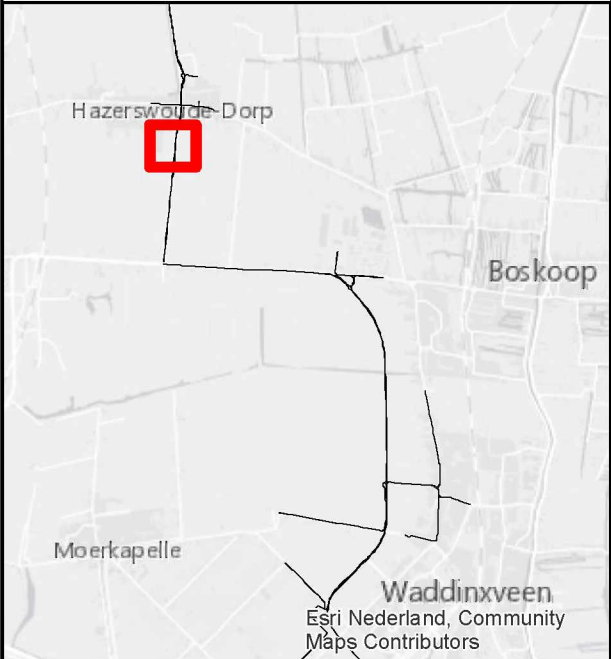 Hazerswoude-Dorp
Boskoop
Moerkapelle
Waddinxveen
Esri Nederland, Community
Maps Contributors